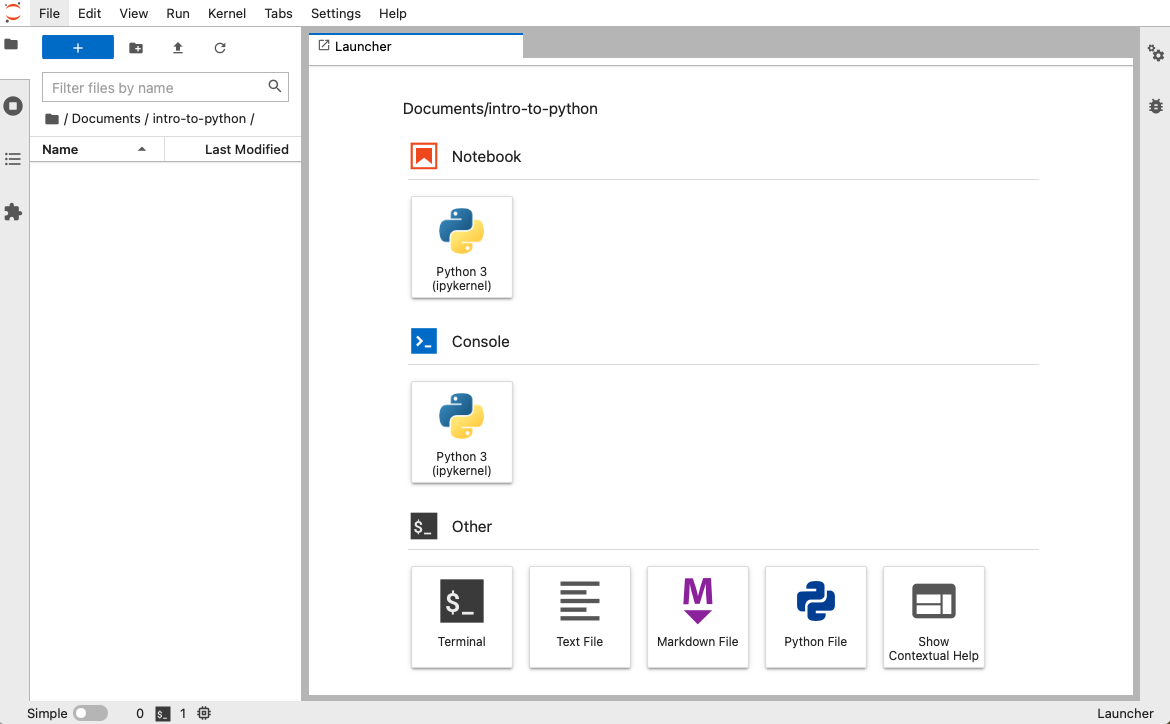 File Edit View Run Kernel Tabs Settings Help
+
Filter files by name
/ Documents / intro-to-python /
Name Last Modified
Launcher
Documents/intro-to-python
Notebook
Python 3
(ipykernel)
>_ Console
Python 3
(ipykernel)
$_ Other
$_
Terminal
Text File
M
Markdown File
Python File
Show
Contextual Help
Simple 0 $_ 1 Launcher